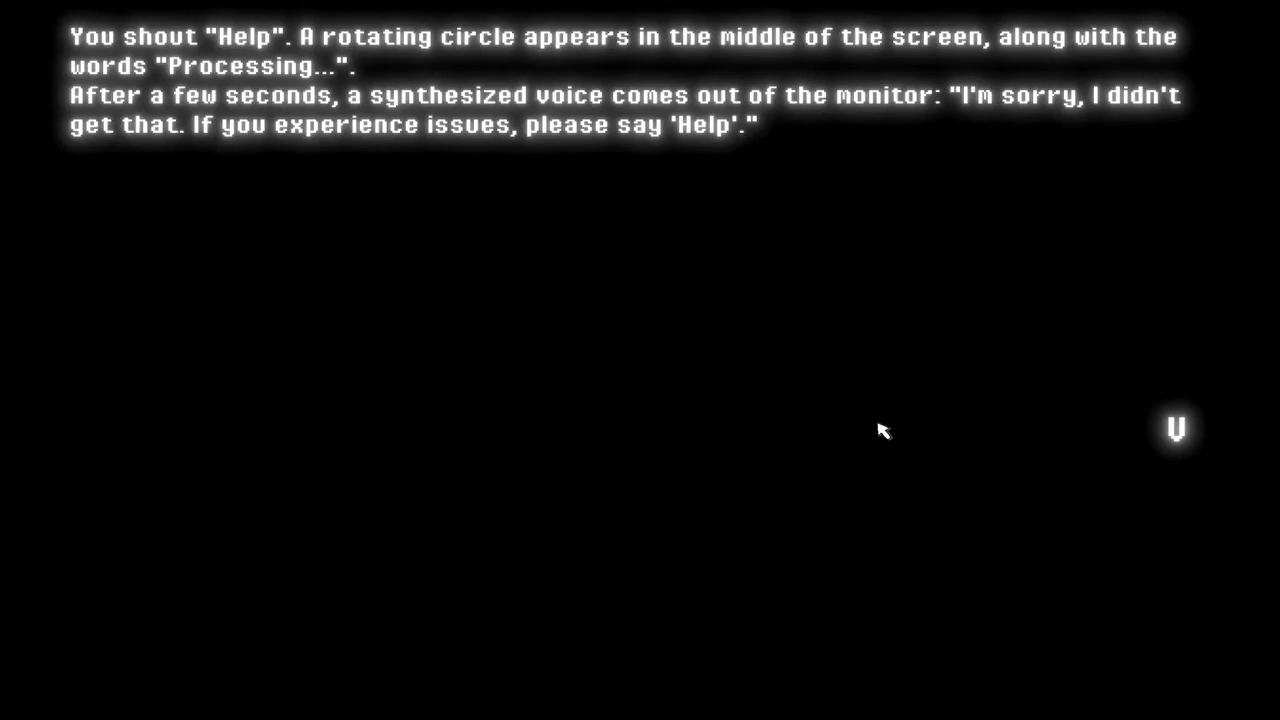 You shout "Help". A rotating circle appears in the middle of the screen, along with the
words "Processing...".
After a few seconds, a synthesized voice comes out of the monitor: "I'm sorry, I didn't
get that. If you experience issues, please say 'Help'."
V